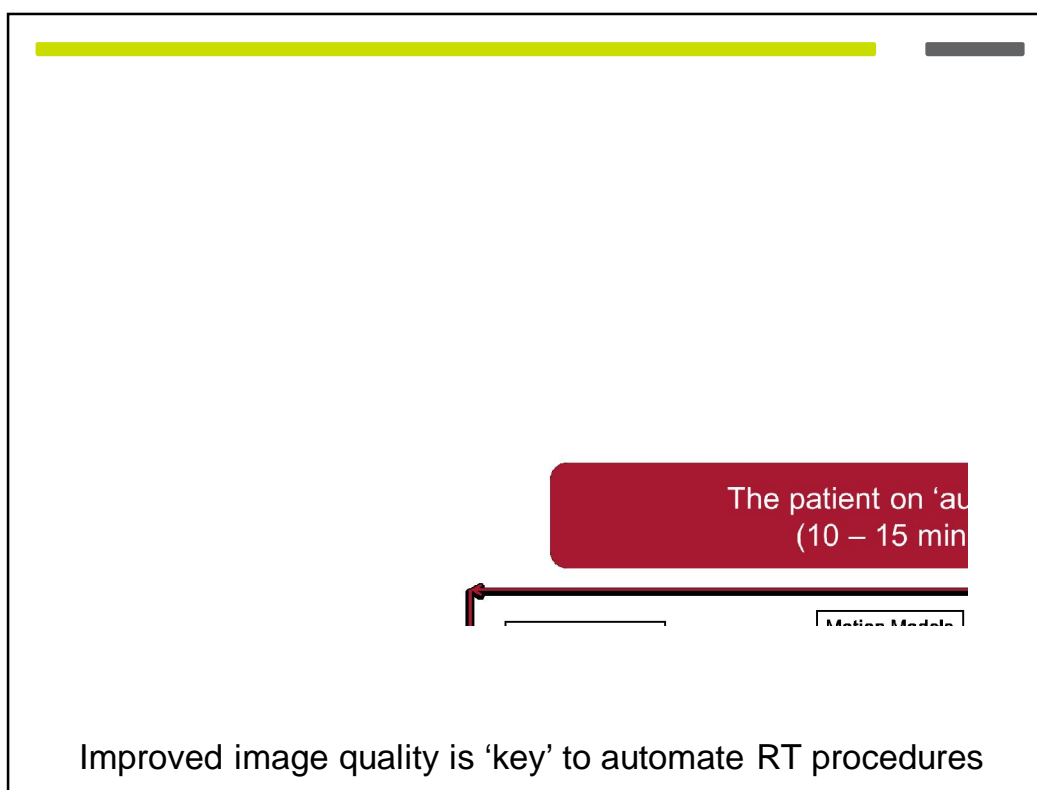 The patient on ‘au
(10 – 15 min
Motion Models
Improved image quality is ‘key’ to automate RT procedures